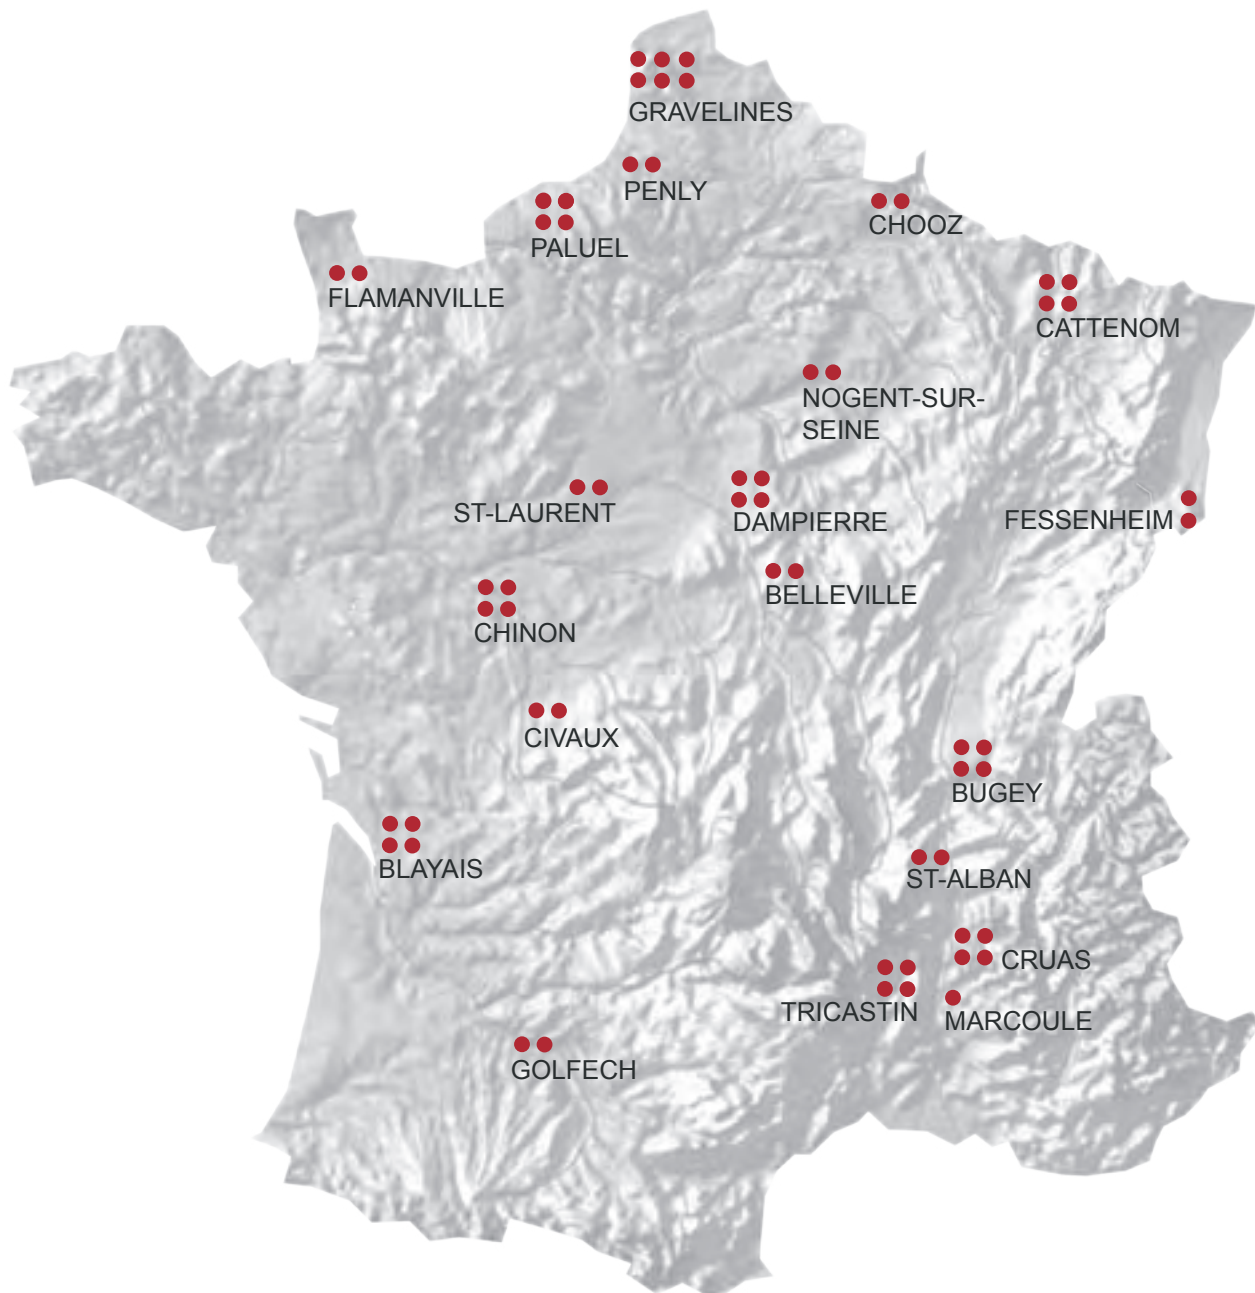 GRAVELINES
PENLY
CHOOZ
PALUEL
FLAMANVILLE
CATTENOM
NOGENT-SUR-
SEINE
ST-LAURENT
DAMPIERRE
FESSENHEIM
BELLEVILLE
CHINON
CIVAUX
BUGEY
BLAYAIS
ST-ALBAN
CRUAS
TRICASTIN
MARCOULE
GOLFECH